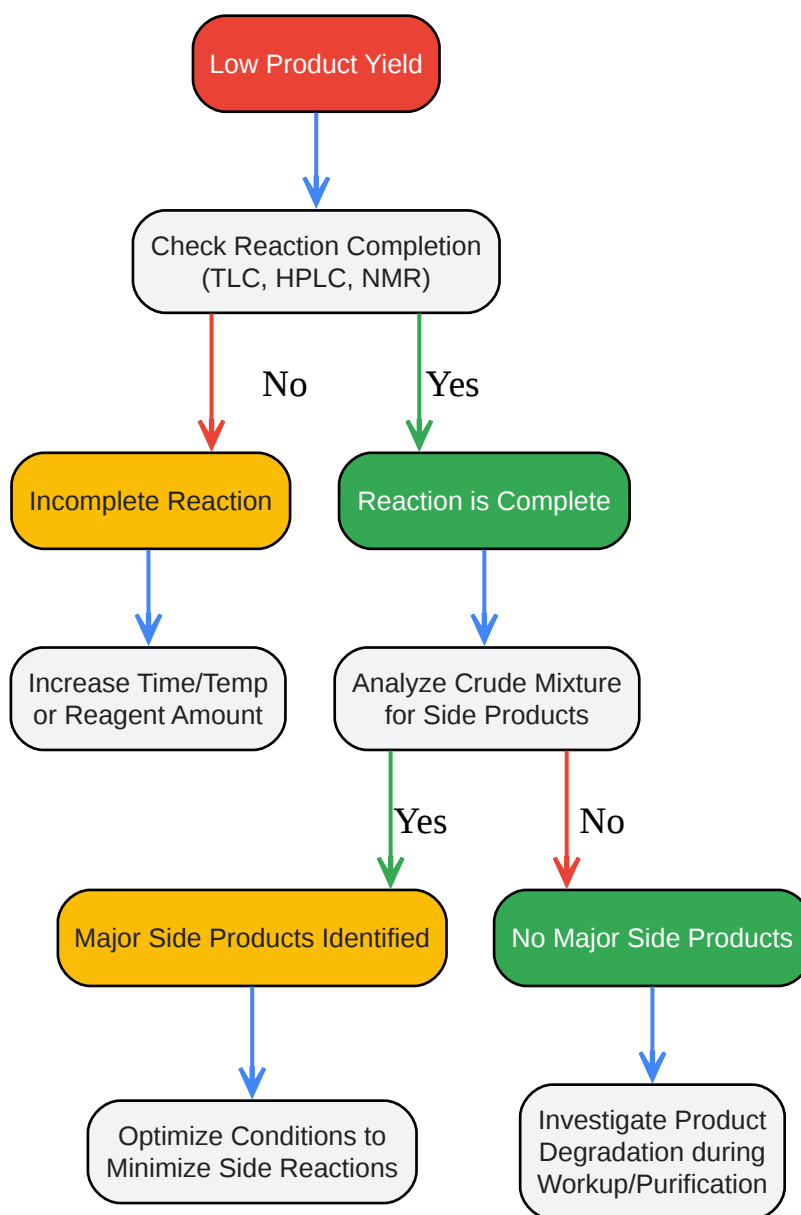 Low Product Yield
Check Reaction Completion
(TLC, HPLC, NMR)
No
Yes
Incomplete Reaction
Reaction is Complete
Increase Time/Temp
or Reagent Amount
Analyze Crude Mixture
for Side Products
Yes
No
Major Side Products Identified
No Major Side Products
Optimize Conditions to
Minimize Side Reactions
Investigate Product
Degradation during
Workup/Purification